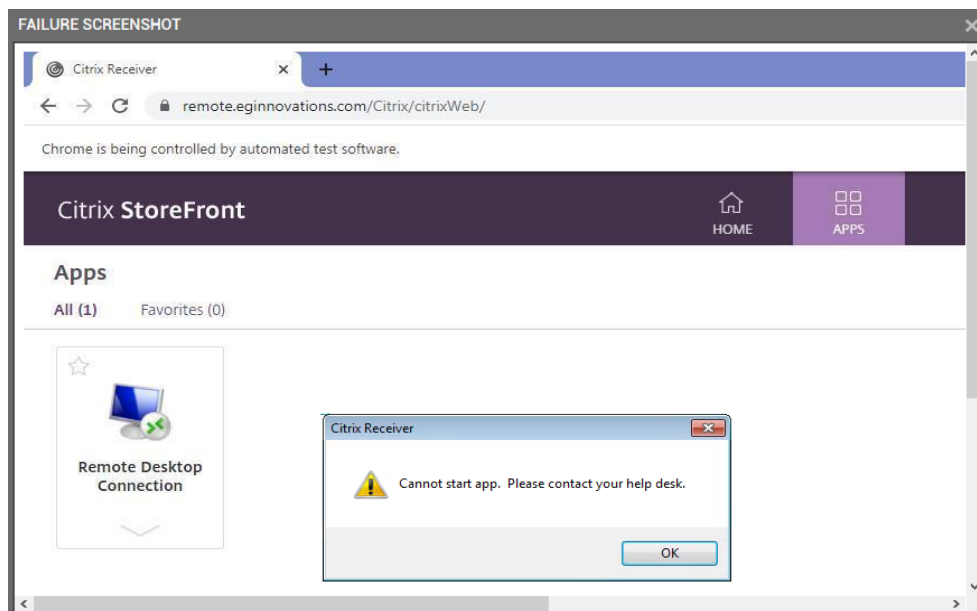 FAILURE SCREENSHOT
Citrix Receiver
remote.eginnovations.com/Citrix/citrixWeb/
Chrome is being controlled by automated test software.
Citrix StoreFront
HOME
APPS
Apps
All (1) Favorites (0)
Remote Desktop
Connection
Citrix Receiver
Cannot start app. Please contact your help desk.
OK